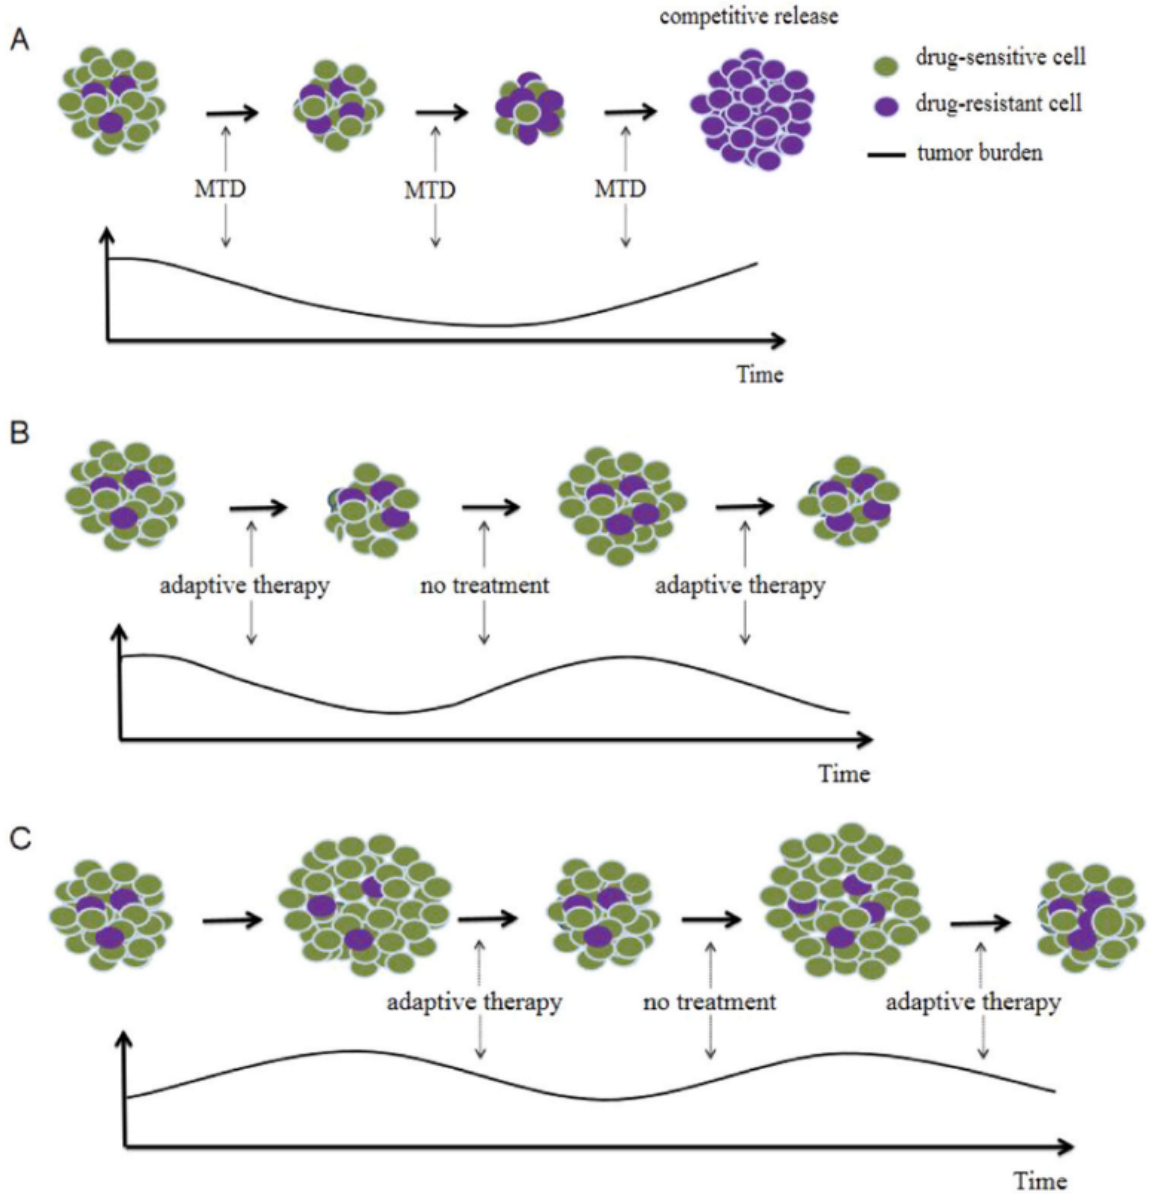 A
competitive release
drug-sensitive cell
drug-resistant cell
tumor burden
MTD MTD MTD
Time
B
adaptive therapy no treatment adaptive therapy
Time
C
adaptive therapy no treatment adaptive therapy
Time